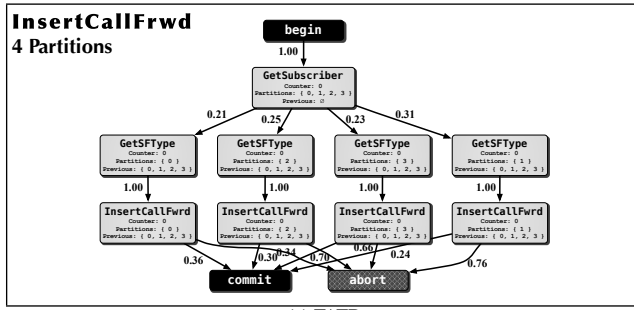 InsertCallFrwd
4 Partitions
begin
1.00
GetSubscriber
Counter: 0
Partitions: { 0, 1, 2, 3 }
Previous: ∅
0.21 0.25 0.23 0.31
GetSFType GetSFType GetSFType GetSFType
Counter: 0 Counter: 0 Counter: 0 Counter: 0
Partitions: { 0 } Partitions: { 2 } Partitions: { 3 } Partitions: { 1 }
Previous: { 0, 1, 2, 3 } Previous: { 0, 1, 2, 3 } Previous: { 0, 1, 2, 3 } Previous: { 0, 1, 2, 3 }
1.00 1.00 1.00 1.00
InsertCallFwrd InsertCallFwrd InsertCallFwrd InsertCallFwrd
Counter: 0 Counter: 0 Counter: 0 Counter: 0
Partitions: { 0 } Partitions: { 2 } Partitions: { 3 } Partitions: { 1 }
Previous: { 0, 1, 2, 3 } Previous: { 0, 1, 2, 3 } Previous: { 0, 1, 2, 3 } Previous: { 0, 1, 2, 3 }
0.36 0.30 0.34 0.70 0.66 0.24 0.76
commit abort